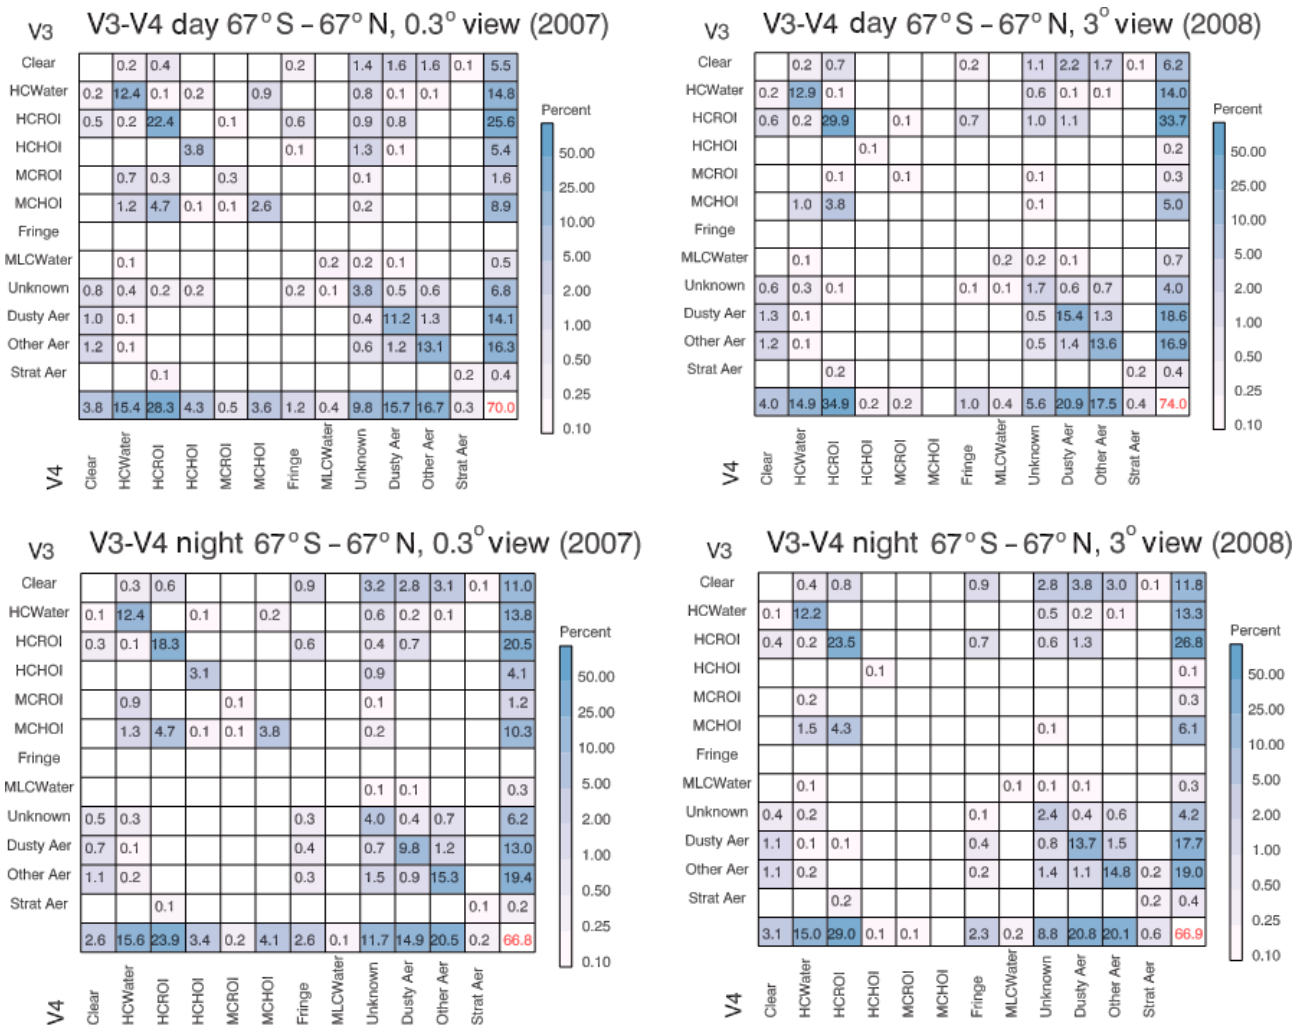 V3 V3-V4 day 67°S – 67°N, 0.3° view (2007)
Clear 0.2 0.4 0.2 1.4 1.6 1.6 0.1 5.5
HCWater 0.2 12.4 0.1 0.2 0.9 0.8 0.1 0.1 14.8
HCROI 0.5 0.2 22.4 0.1 0.6 0.9 0.8 25.6
HCHOI 3.8 0.1 1.3 0.1 5.4
MCROI 0.7 0.3 0.3 0.1 1.6
MCHOI 1.2 4.7 0.1 0.1 2.6 0.2 8.9
Fringe
MLCWater 0.1 0.2 0.2 0.1 0.5
Unknown 0.8 0.4 0.2 0.2 0.2 0.1 3.8 0.5 0.6 6.8
Dusty Aer 1.0 0.1 0.4 11.2 1.3 14.1
Other Aer 1.2 0.1 0.6 1.2 13.1 16.3
Strat Aer 0.1 0.2 0.4
3.8 15.4 28.3 4.3 0.5 3.6 1.2 0.4 9.8 15.7 16.7 0.3 70.0
V4 Clear HCWater HCROI HCHOI MCROI MCHOI Fringe MLCWater Unknown Dusty Aer Other Aer Strat Aer
Percent
50.00
25.00
10.00
5.00
2.00
1.00
0.50
0.25
0.10
V3 V3-V4 day 67°S – 67°N, 3° view (2008)
Clear 0.2 0.7 0.2 1.1 2.2 1.7 0.1 6.2
HCWater 0.2 12.9 0.1 0.6 0.1 0.1 14.0
HCROI 0.6 0.2 29.9 0.1 0.7 1.0 1.1 33.7
HCHOI 0.1 0.2
MCROI 0.1 0.1 0.1 0.3
MCHOI 1.0 3.8 0.1 5.0
Fringe
MLCWater 0.1 0.2 0.2 0.1 0.7
Unknown 0.6 0.3 0.1 0.1 0.1 1.7 0.6 0.7 4.0
Dusty Aer 1.3 0.1 0.5 15.4 1.3 18.6
Other Aer 1.2 0.1 0.5 1.4 13.6 16.9
Strat Aer 0.2 0.2 0.4
4.0 14.9 34.9 0.2 0.2 1.0 0.4 5.6 20.9 17.5 0.4 74.0
V4 Clear HCWater HCROI HCHOI MCROI MCHOI Fringe MLCWater Unknown Dusty Aer Other Aer Strat Aer
Percent
50.00
25.00
10.00
5.00
2.00
1.00
0.50
0.25
0.10
V3 V3-V4 night 67°S – 67°N, 0.3° view (2007)
Clear 0.3 0.6 0.9 3.2 2.8 3.1 0.1 11.0
HCWater 0.1 12.4 0.1 0.2 0.6 0.2 0.1 13.8
HCROI 0.3 0.1 18.3 0.6 0.4 0.7 20.5
HCHOI 3.1 0.9 4.1
MCROI 0.9 0.1 0.1 1.2
MCHOI 1.3 4.7 0.1 0.1 3.8 0.2 10.3
Fringe
MLCWater 0.1 0.1 0.3
Unknown 0.5 0.3 0.3 4.0 0.4 0.7 6.2
Dusty Aer 0.7 0.1 0.4 0.7 9.8 1.2 13.0
Other Aer 1.1 0.2 0.3 1.5 0.9 15.3 19.4
Strat Aer 0.1 0.1 0.2
2.6 15.6 23.9 3.4 0.2 4.1 2.6 0.1 11.7 14.9 20.5 0.2 66.8
V4 Clear HCWater HCROI HCHOI MCROI MCHOI Fringe MLCWater Unknown Dusty Aer Other Aer Strat Aer
Percent
50.00
25.00
10.00
5.00
2.00
1.00
0.50
0.25
0.10
V3 V3-V4 night 67°S – 67°N, 3° view (2008)
Clear 0.4 0.8 0.9 2.8 3.8 3.0 0.1 11.8
HCWater 0.1 12.2 0.5 0.2 0.1 13.3
HCROI 0.4 0.2 23.5 0.7 0.6 1.3 26.8
HCHOI 0.1 0.1
MCROI 0.2 0.3
MCHOI 1.5 4.3 0.1 6.1
Fringe
MLCWater 0.1 0.1 0.1 0.1 0.3
Unknown 0.4 0.2 0.1 2.4 0.4 0.6 4.2
Dusty Aer 1.1 0.1 0.1 0.4 0.8 13.7 1.5 17.7
Other Aer 1.1 0.2 0.2 1.4 1.1 14.8 0.2 19.0
Strat Aer 0.2 0.2 0.4
3.1 15.0 29.0 0.1 0.1 2.3 0.2 8.8 20.8 20.1 0.6 66.9
V4 Clear HCWater HCROI HCHOI MCROI MCHOI Fringe MLCWater Unknown Dusty Aer Other Aer Strat Aer
Percent
50.00
25.00
10.00
5.00
2.00
1.00
0.50
0.25
0.10